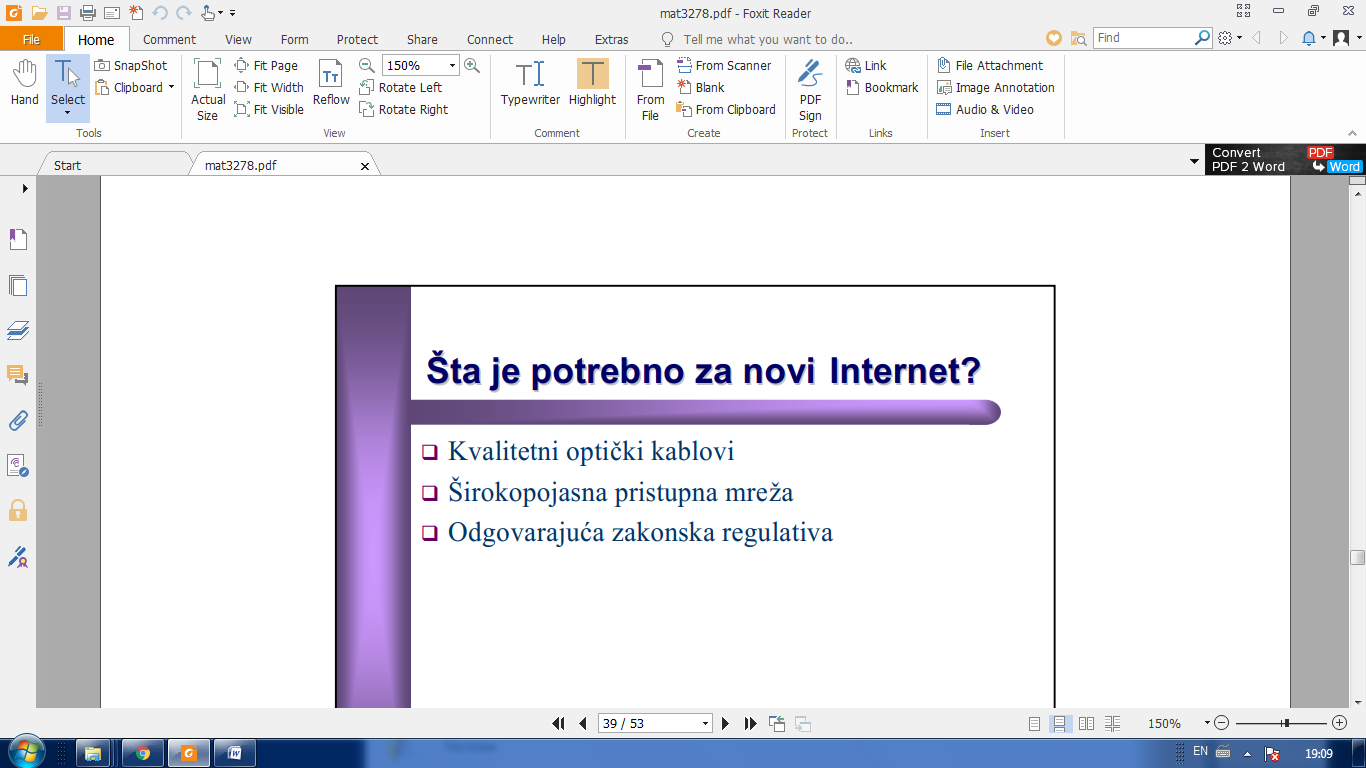 mat3278.pdf - Foxit Reader
File Home Comment View Form Protect Share Connect Help Extras Tell me what you want to do.. Find
Hand
Select
SnapShot
Clipboard
Tools
Actual Size
Fit Page
Fit Width
Fit Visible
Reflow
150%
Rotate Left
Rotate Right
View
Typewriter
Highlight
Comment
From File
From Scanner
Blank
From Clipboard
Create
PDF Sign
Protect
Link
Bookmark
Links
File Attachment
Image Annotation
Audio & Video
Insert
Start
mat3278.pdf
Convert PDF
PDF 2 Word Word
Šta je potrebno za novi Internet?
Kvalitetni optički kablovi
Širokopojasna pristupna mreža
Odgovarajuća zakonska regulativa
39 / 53
150%
EN
19:09